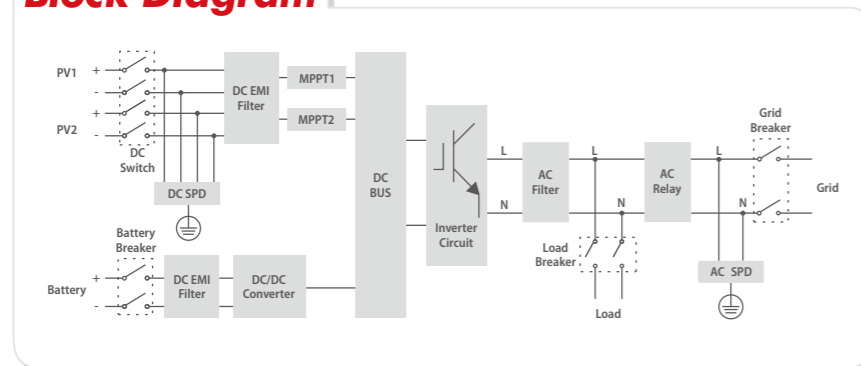 Block Diagram
PV1
+
-
+
PV2
-
DC
Switch
DC EMI
Filter
MPPT1
MPPT2
DC SPD
DC
BUS
Battery
Breaker
Battery
+
-
DC EMI
Filter
DC/DC
Converter
Inverter
Circuit
L
N
AC
Filter
L
N
Load
Breaker
Load
AC
Relay
L
N
Grid
Breaker
Grid
AC SPD